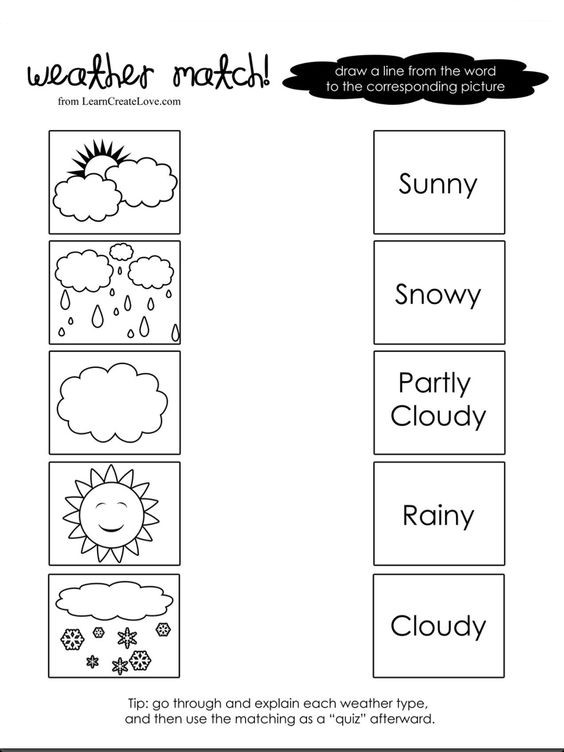 weather match!
from LearnCreateLove.com
draw a line from the word
to the corresponding picture
Sunny
Snowy
Partly
Cloudy
Rainy
Cloudy
Tip: go through and explain each weather type,
and then use the matching as a “quiz” afterward.